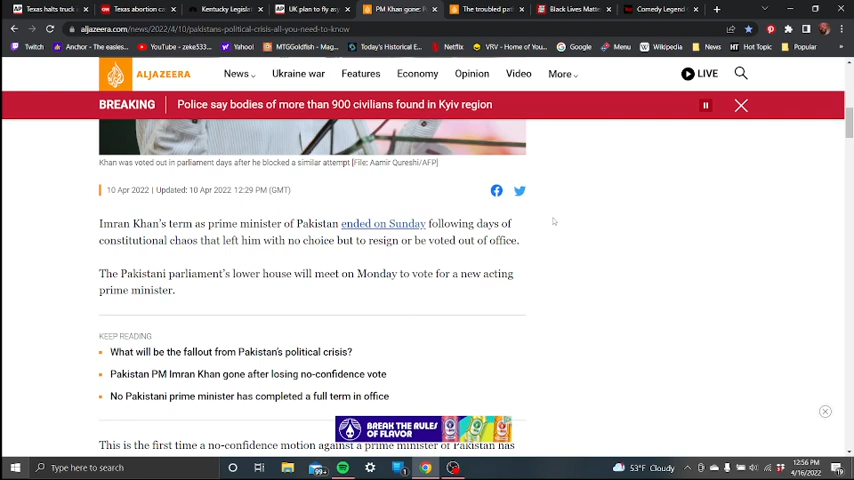 Texas halts truck
Texas abortion ca
Kentucky Legisla
UK plan to fly asy
PM Khan gone: P
The troubled pat
Black Lives Matte
Comedy Legend
aljazeera.com/news/2022/4/10/pakistans-political-crisis-all-you-need-to-know
Twitch
Anchor - The easies...
YouTube - zeke533...
Yahoo!
MTGGoldfish - Mag...
Today's Historical E...
Netflix
VRV - Home of Your...
Google
Menu
Wikipedia
News
Hot Topic
Popular
ALJAZEERA
News
Ukraine war
Features
Economy
Opinion
Video
More
LIVE
BREAKING
Police say bodies of more than 900 civilians found in Kyiv region
Khan was voted out in parliament days after he blocked a similar attempt [File: Aamir Qureshi/AFP]
10 Apr 2022 | Updated: 10 Apr 2022 12:29 PM (GMT)
Imran Khan's term as prime minister of Pakistan ended on Sunday following days of
constitutional chaos that left him with no choice but to resign or be voted out of office.
The Pakistani parliament's lower house will meet on Monday to vote for a new acting
prime minister.
KEEP READING
What will be the fallout from Pakistan's political crisis?
Pakistan PM Imran Khan gone after losing no-confidence vote
No Pakistani prime minister has completed a full term in office
BREAK THE RULES
OF FLAVOR
This is the first time a no-confidence motion against a prime minister of Pakistan has
Type here to search
99+
53°F Cloudy
12:56 PM
4/16/2022
19